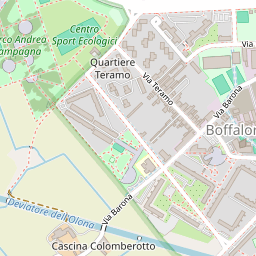 Centro
Sport Ecologici
rco Andrea
ampagna
Via
Quartiere
Teramo
Via Teramo
Via Barona
Boffalor
Deviatore dell'Olona
Via Barona
Cascina Colomberotto